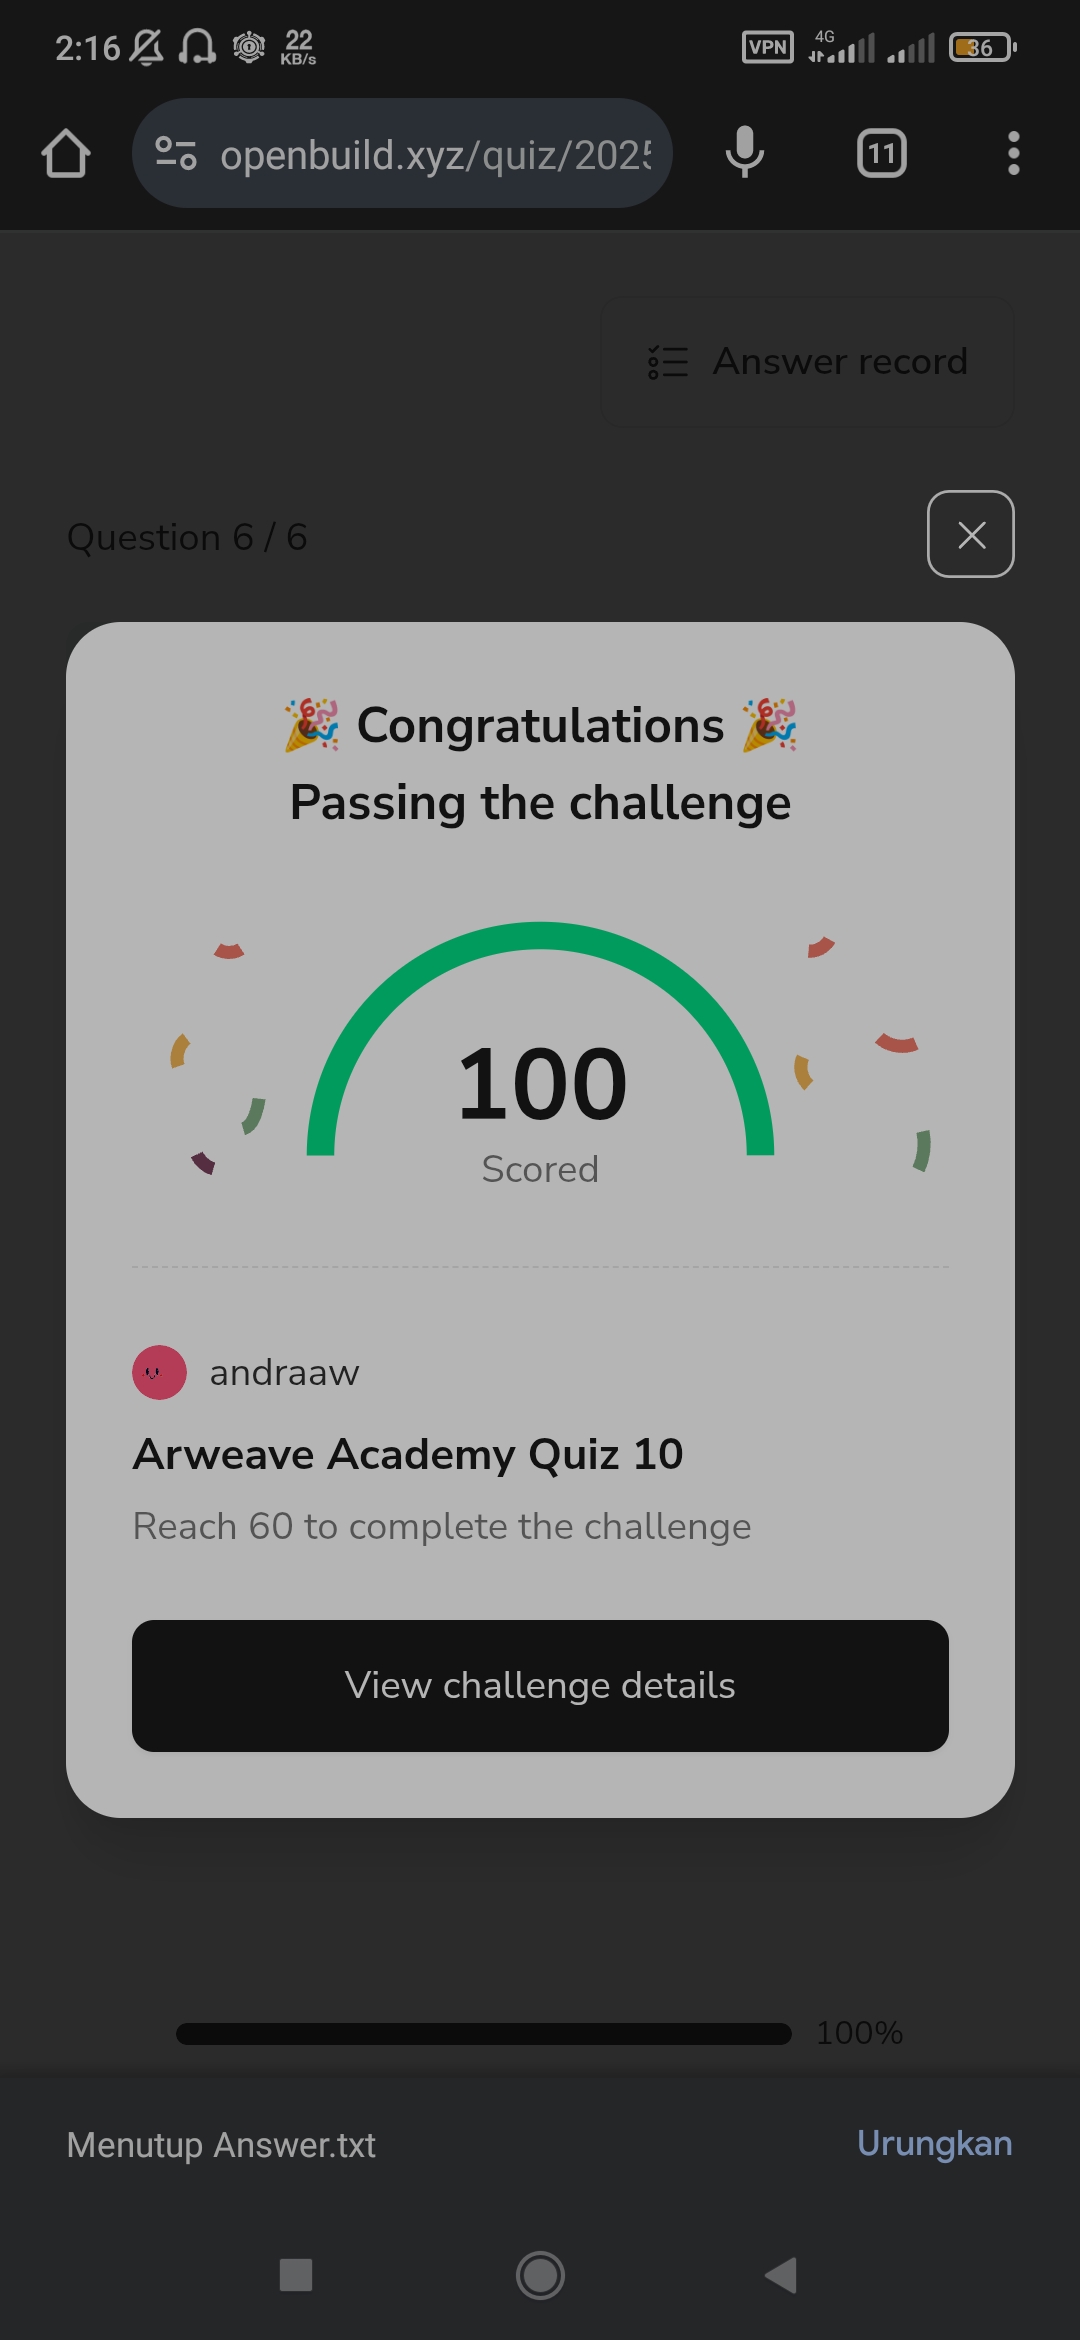 2:16
22
KB/s
VPN
4G
36
openbuild.xyz/quiz/2025
11
Answer record
Question 6 / 6
🎉 Congratulations 🎉
Passing the challenge
100
Scored
andraaw
Arweave Academy Quiz 10
Reach 60 to complete the challenge
View challenge details
100%
Menutup Answer.txt
Urungkan